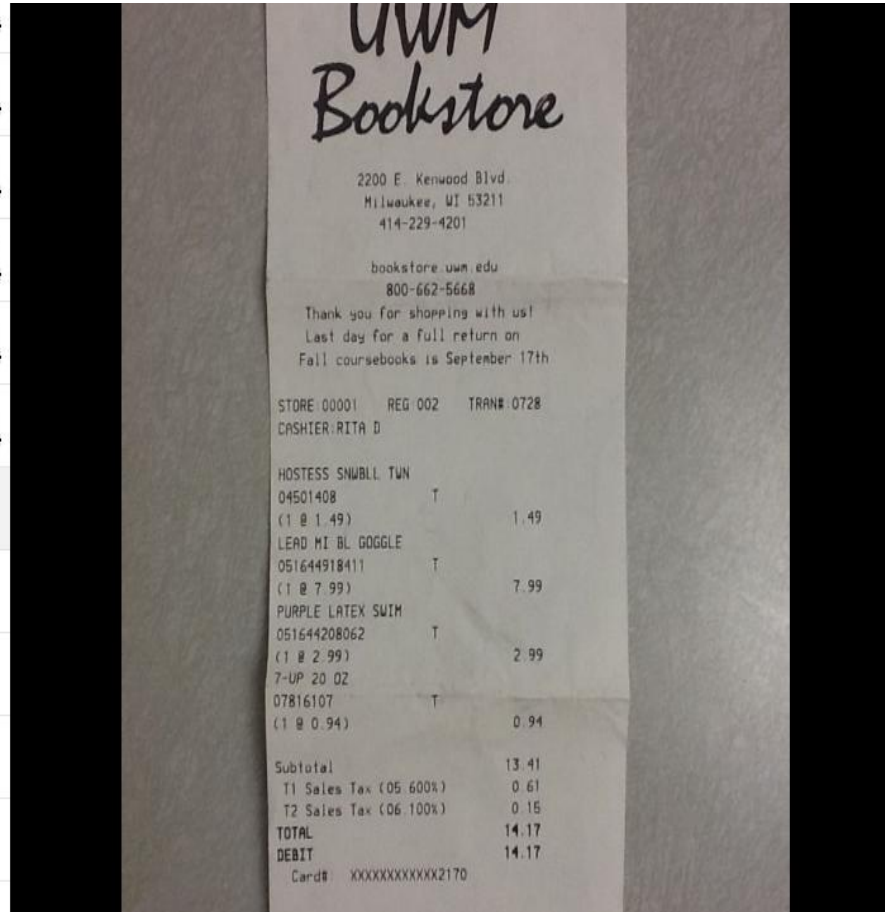 UWM
Bookstore
2200 E. Kenwood Blvd.
Milwaukee, WI 53211
414-229-4201
bookstore.uwm.edu
800-662-5668
Thank you for shopping with us!
Last day for a full return on
Fall coursebooks is September 17th
STORE:00001 REG:002 TRAN#:0728
CASHIER:RITA D
HOSTESS SNWBLL TWN
04501408 T
(1 @ 1.49) 1.49
LEAD MI BL GOGGLE
051644918411 T
(1 @ 7.99) 7.99
PURPLE LATEX SWIM
051644208062 T
(1 @ 2.99) 2.99
7-UP 20 OZ
07816107 T
(1 @ 0.94) 0.94
Subtotal 13.41
T1 Sales Tax (05.600%) 0.61
T2 Sales Tax (06.100%) 0.15
TOTAL 14.17
DEBIT 14.17
Card#: XXXXXXXXXXXX2170